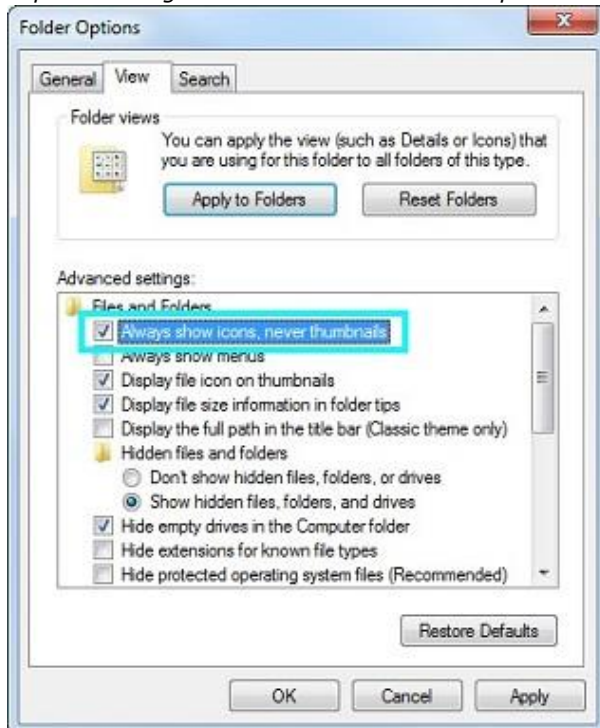 Folder Options
General View Search
Folder views
You can apply the view (such as Details or Icons) that
you are using for this folder to all folders of this type.
Apply to Folders Reset Folders
Advanced settings:
Files and Folders
Always show icons, never thumbnails
Always show menus
Display file icon on thumbnails
Display file size information in folder tips
Display the full path in the title bar (Classic theme only)
Hidden files and folders
Don't show hidden files, folders, or drives
Show hidden files, folders, and drives
Hide empty drives in the Computer folder
Hide extensions for known file types
Hide protected operating system files (Recommended)
Restore Defaults
OK Cancel Apply